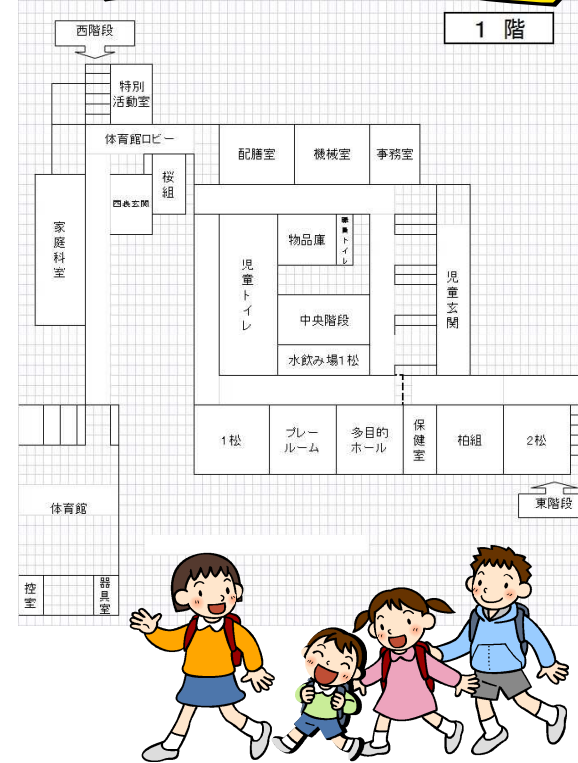 1 階
西階段
特別
活動室
体育館ロビー
配膳室
機械室
事務室
桜組
西玄関
家庭科室
物品庫
トイレ
児童トイレ
児童玄関
中央階段
水飲み場1松
1松
プレー
ルーム
多目的
ホール
保健室
柏組
2松
東階段
体育館
控室
器具室